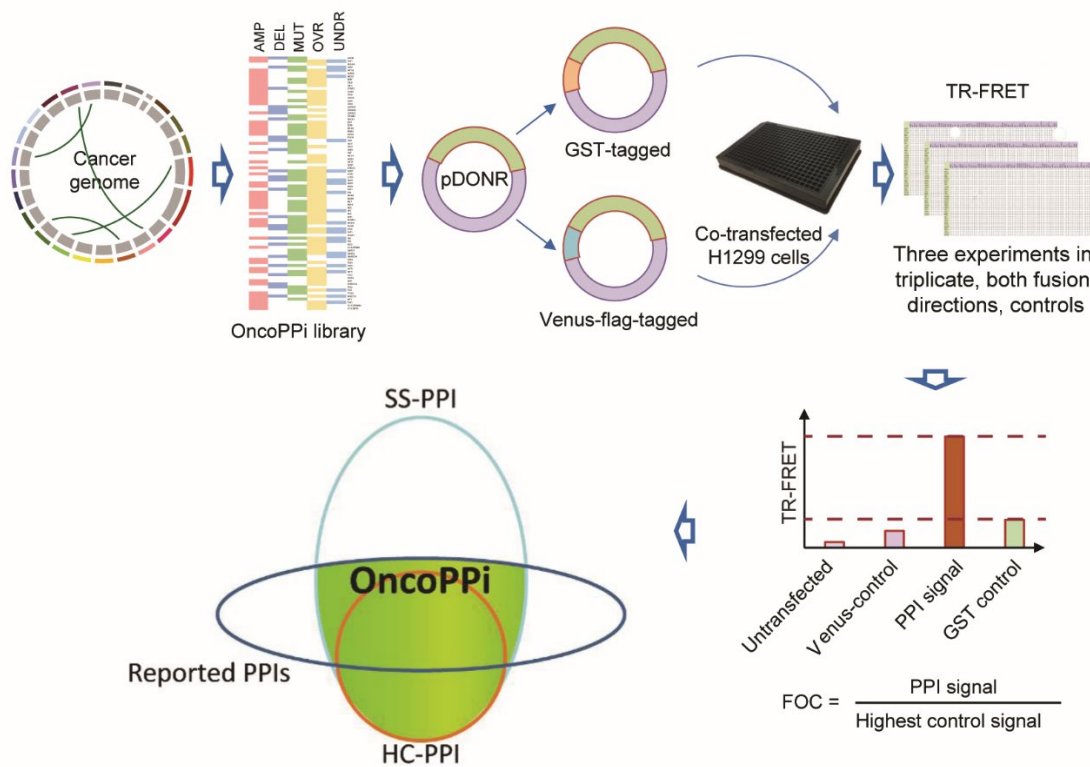 AMP
DEL
MUT
OVR
UNDR
Cancer
genome
OncoPPi library
pDONR
GST-tagged
Venus-flag-tagged
Co-transfected
H1299 cells
TR-FRET
Three experiments in
triplicate, both fusion
directions, controls
TR-FRET
Untransfected
Venus-control
PPI signal
GST control
FOC =
PPI signal
Highest control signal
SS-PPI
OncoPPi
Reported PPIs
HC-PPI